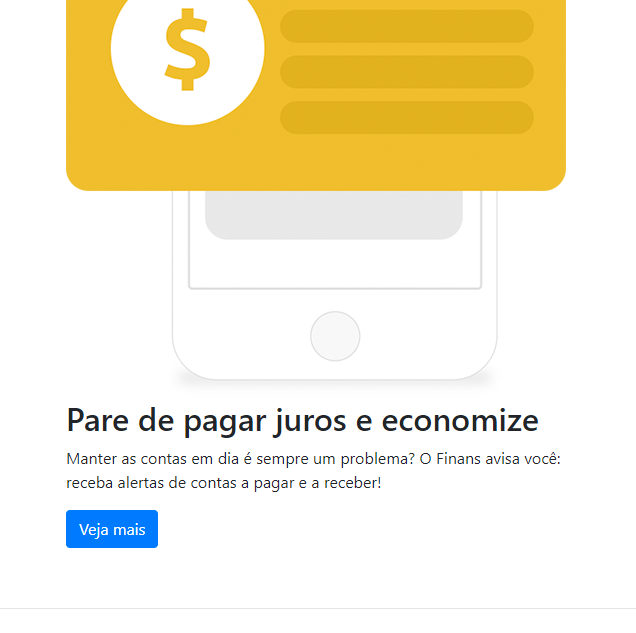 $
Pare de pagar juros e economize
Manter as contas em dia é sempre um problema? O Finans avisa você:
receba alertas de contas a pagar e a receber!
Veja mais